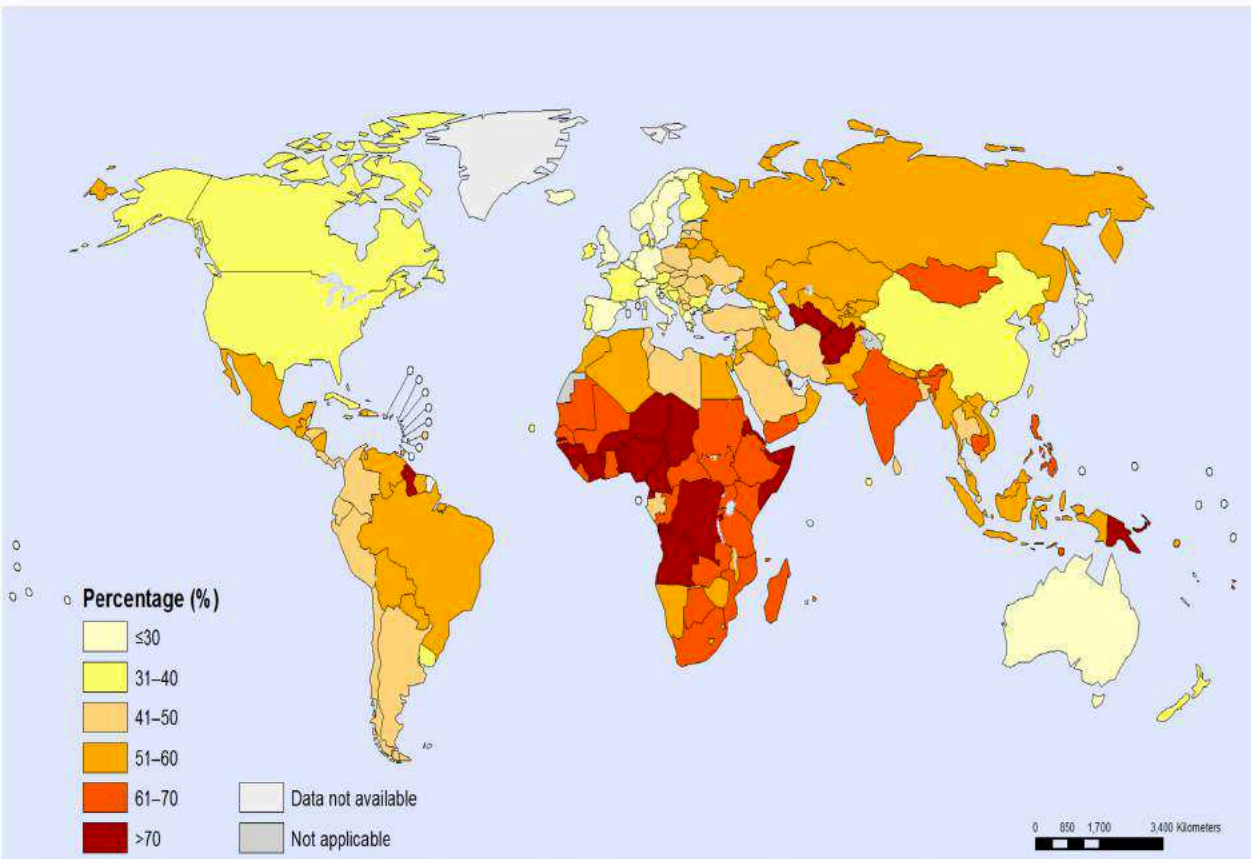 Percentage (%)
≤30
31–40
41–50
51–60
61–70
>70
Data not available
Not applicable
0 850 1,700 3,400 Kilometers